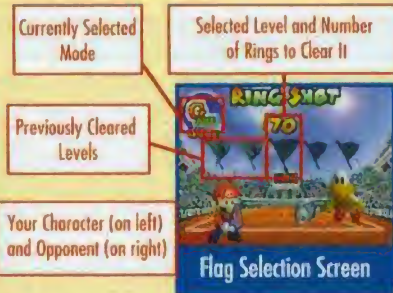 Currently Selected
Mode
Selected Level and Number
of Rings to Clear It
RING SHOT
70
Previously Cleared
Levels
Your Character (on left)
and Opponent (on right)
Flag Selection Screen